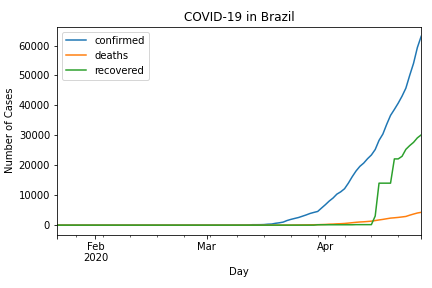 COVID-19 in Brazil
confirmed
deaths
recovered
60000
50000
40000
30000
20000
10000
0
Number of Cases
Feb
2020
Mar
Apr
Day